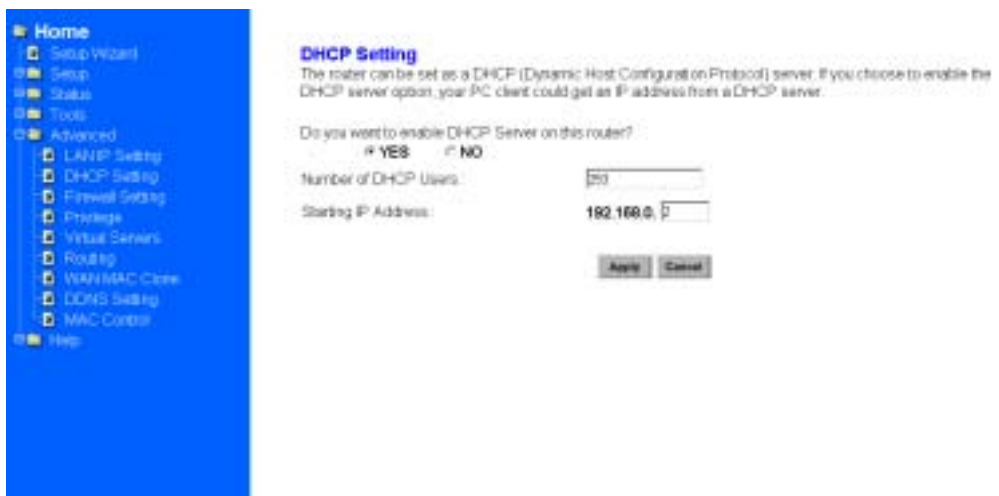 Home
Setup Wizard
Setup
Status
Tools
Advanced
LAN IP Setting
DHCP Setting
Firewall Setting
Privilege
Virtual Servers
Routing
WAN MAC Clone
DDNS Setting
MAC Control
Help
DHCP Setting
The router can be set as a DHCP (Dynamic Host Configuration Protocol) server. If you choose to enable the
DHCP server option, your PC client could get an IP address from a DHCP server.
Do you want to enable DHCP Server on this router?
YES NO
Number of DHCP Users: 253
Starting IP Address: 192.168.0. 2
Apply Cancel